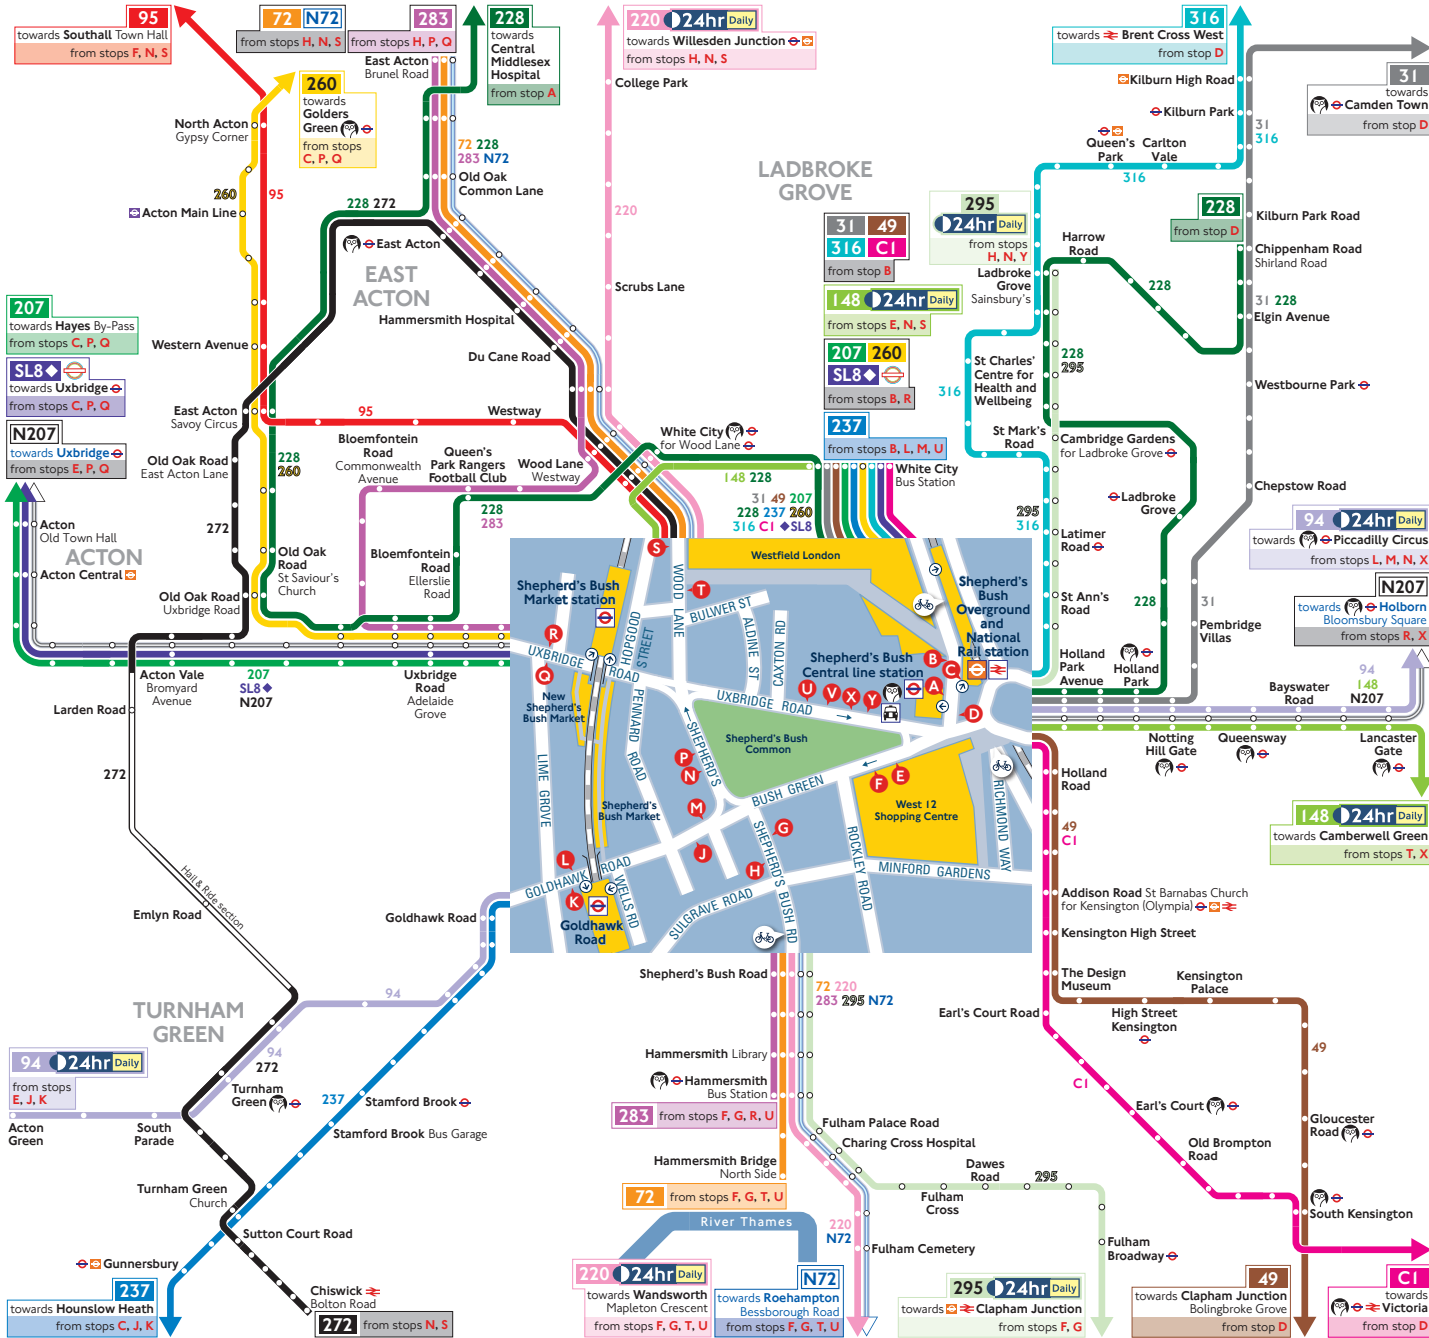 95
towards Southall Town Hall
from stops F, N, S
72 N72
from stops H, N, S
283
from stops H, P, Q
228
towards
Central
Middlesex
Hospital
from stop A
220 24hr Daily
towards Willesden Junction
from stops H, N, S
316
towards Brent Cross West
from stop D
31
towards
Camden Town
from stop D
East Acton
Brunel Road
260
towards
Golders
Green
from stops
C, P, Q
North Acton
Gypsy Corner
College Park
Kilburn High Road
Kilburn Park
31
316
Queen's
Park
Carlton
Vale
316
72 228
283 N72
Old Oak
Common Lane
LADBROKE
GROVE
260
95
Acton Main Line
228 272
220
East Acton
EAST
ACTON
31 49
316 C1
from stop B
295
24hr Daily
from stops
H, N, Y
228
from stop D
Kilburn Park Road
Harrow
Road
Chippenham Road
Shirland Road
Ladbroke
Grove
Sainsbury's
228
Scrubs Lane
148 24hr Daily
from stops E, N, S
31 228
Elgin Avenue
207
towards Hayes By-Pass
from stops C, P, Q
Hammersmith Hospital
Western Avenue
Du Cane Road
207 260
SL8
from stops B, R
228
295
St Charles'
Centre for
Health and
Wellbeing
316
Westbourne Park
SL8
towards Uxbridge
from stops C, P, Q
N207
towards Uxbridge
from stops E, P, Q
East Acton
Savoy Circus
95
Westway
237
from stops B, L, M, U
St Mark's
Road
Cambridge Gardens
for Ladbroke Grove
White City
for Wood Lane
Bloemfontein
Road
Commonwealth
Avenue
Queen's
Park Rangers
Football Club
Wood Lane
Westway
Old Oak Road
East Acton Lane
228
260
148 228
White City
Bus Station
Chepstow Road
31 49 207
228 237 260
316 C1 SL8
Ladbroke
Grove
295
316
228
283
272
Acton
Old Town Hall
ACTON
Acton Central
Old Oak
Road
St Saviour's
Church
Bloemfontein
Road
Ellerslie
Road
Latimer
Road
94 24hr Daily
towards Piccadilly Circus
from stops L, M, N, X
Old Oak Road
Uxbridge Road
St Ann's
Road
228
31
Pembridge
Villas
N207
towards Holborn
Bloomsbury Square
from stops R, X
Holland
Park
Avenue
Holland
Park
94
148
N207
Bayswater
Road
Acton Vale
Bromyard
Avenue
207
SL8
N207
Uxbridge
Road
Adelaide
Grove
Larden Road
Notting
Hill Gate
Queensway
Lancaster
Gate
S
Westfield London
Shepherd's Bush
Market station
T
WOOD LANE
BULWER ST
Shepherd's
Bush
Overground
and
National
Rail station
R
HOPGOOD
STREET
ALDINE ST
CAXTON RD
UXBRIDGE
ROAD
Q
B
C
A
D
Shepherd's Bush
Central line station
U V X Y
UXBRIDGE ROAD
New
Shepherd's
Bush Market
PENNARD
ROAD
SHEPHERD'S
Shepherd's Bush
Common
P
N
M
LIME GROVE
Shepherd's
Bush Market
BUSH GREEN
F E
West 12
Shopping Centre
RICHMOND WAY
G
SHEPHERD'S BUSH RD
J
H
L
GOLDHAWK
ROAD
K
WELLS RD
Goldhawk
Road
SULGRAVE ROAD
ROCKLEY ROAD
MINFORD GARDENS
272
Holland
Road
49
C1
148 24hr Daily
towards Camberwell Green
from stops T, X
Hail & Ride section
Emlyn Road
Goldhawk Road
Addison Road St Barnabas Church
for Kensington (Olympia)
Kensington High Street
Shepherd's Bush Road
The Design
Museum
Kensington
Palace
72 220
283 295 N72
94
TURNHAM
GREEN
Earl's Court Road
High Street
Kensington
49
94 24hr Daily
from stops
E, J, K
94
272
Hammersmith Library
Hammersmith
Bus Station
283 from stops F, G, R, U
Turnham
Green
237
Stamford Brook
C1
Earl's Court
Gloucester
Road
Acton
Green
South
Parade
Stamford Brook Bus Garage
Fulham Palace Road
Charing Cross Hospital
Old Brompton
Road
Hammersmith Bridge
North Side
Dawes
Road
295
Turnham Green
Church
72 from stops F, G, T, U
Fulham
Cross
South Kensington
River Thames
220
N72
Sutton Court Road
Fulham Cemetery
Fulham
Broadway
Gunnersbury
237
towards Hounslow Heath
from stops C, J, K
Chiswick
Bolton Road
272 from stops N, S
220 24hr Daily
towards Wandsworth
Mapleton Crescent
from stops F, G, T, U
N72
towards Roehampton
Bessborough Road
from stops F, G, T, U
295 24hr Daily
towards Clapham Junction
from stops F, G
49
towards Clapham Junction
Bolingbroke Grove
from stop D
C1
towards
Victoria
from stop D